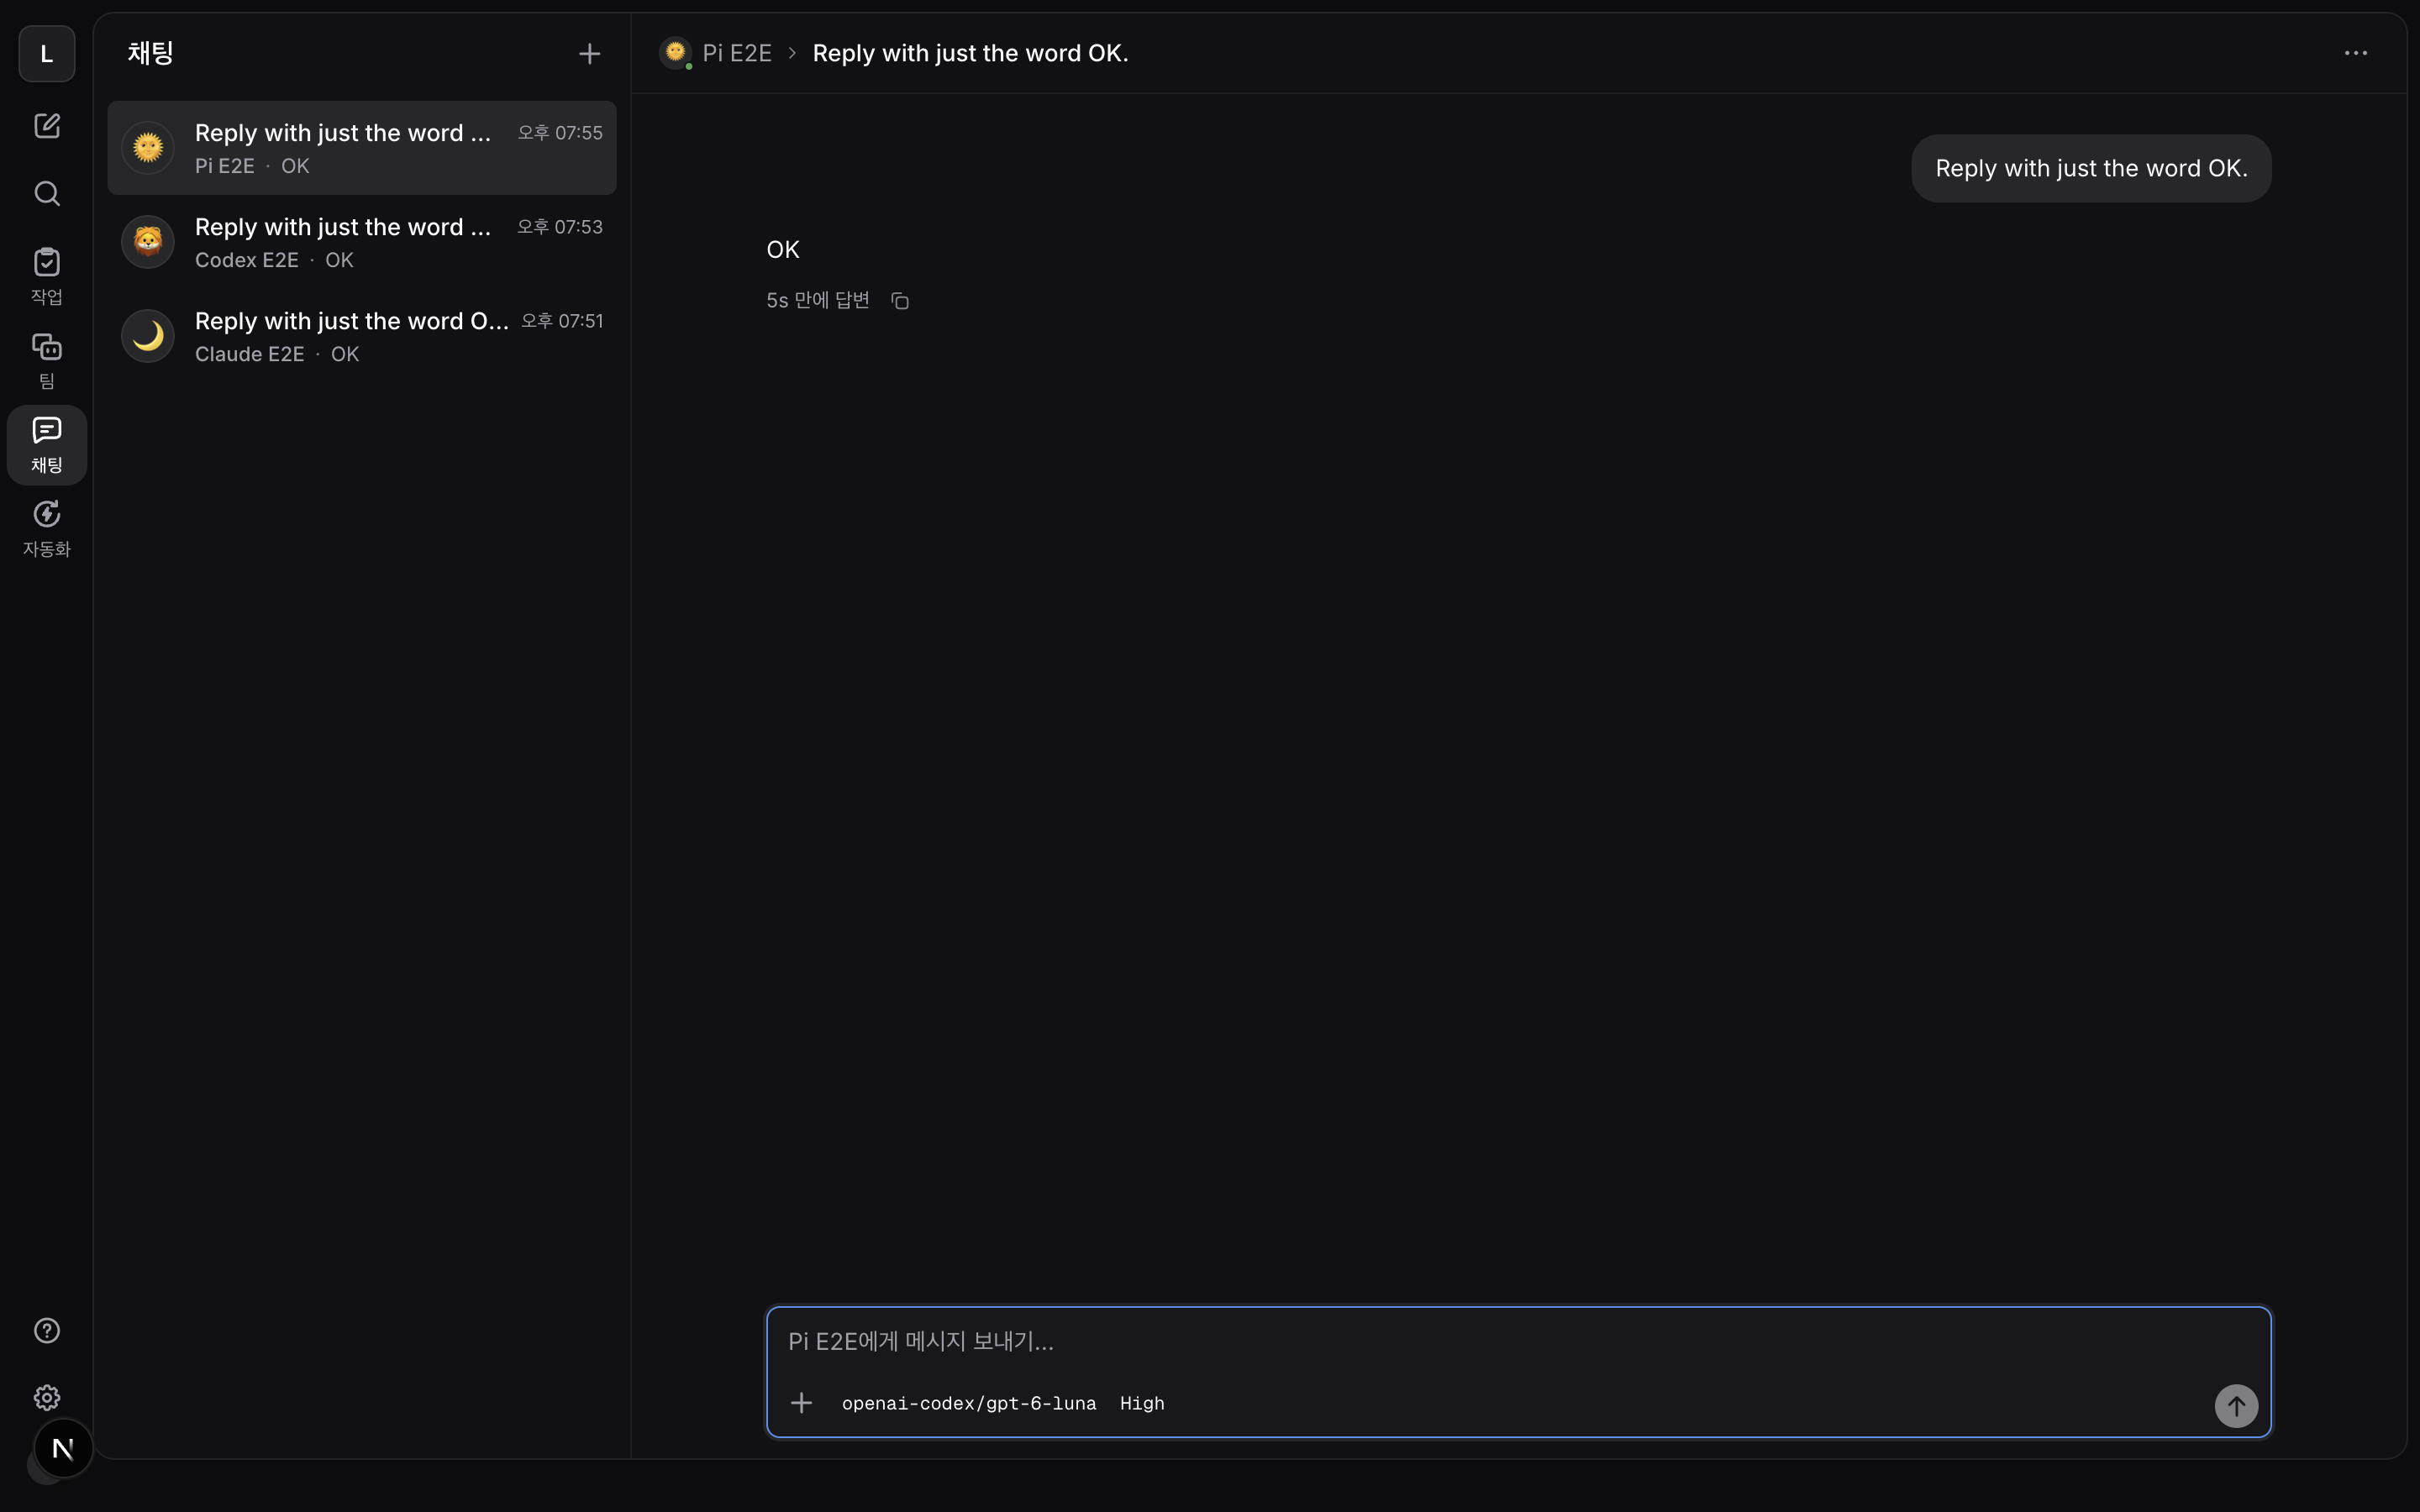 L
작업
팀
채팅
자동화
N
채팅
Reply with just the word ...
오후 07:55
Pi E2E · OK
Reply with just the word ...
오후 07:53
Codex E2E · OK
Reply with just the word O...
오후 07:51
Claude E2E · OK
Pi E2E > Reply with just the word OK.
Reply with just the word OK.
OK
5s 만에 답변
Pi E2E에게 메시지 보내기...
openai-codex/gpt-6-luna High